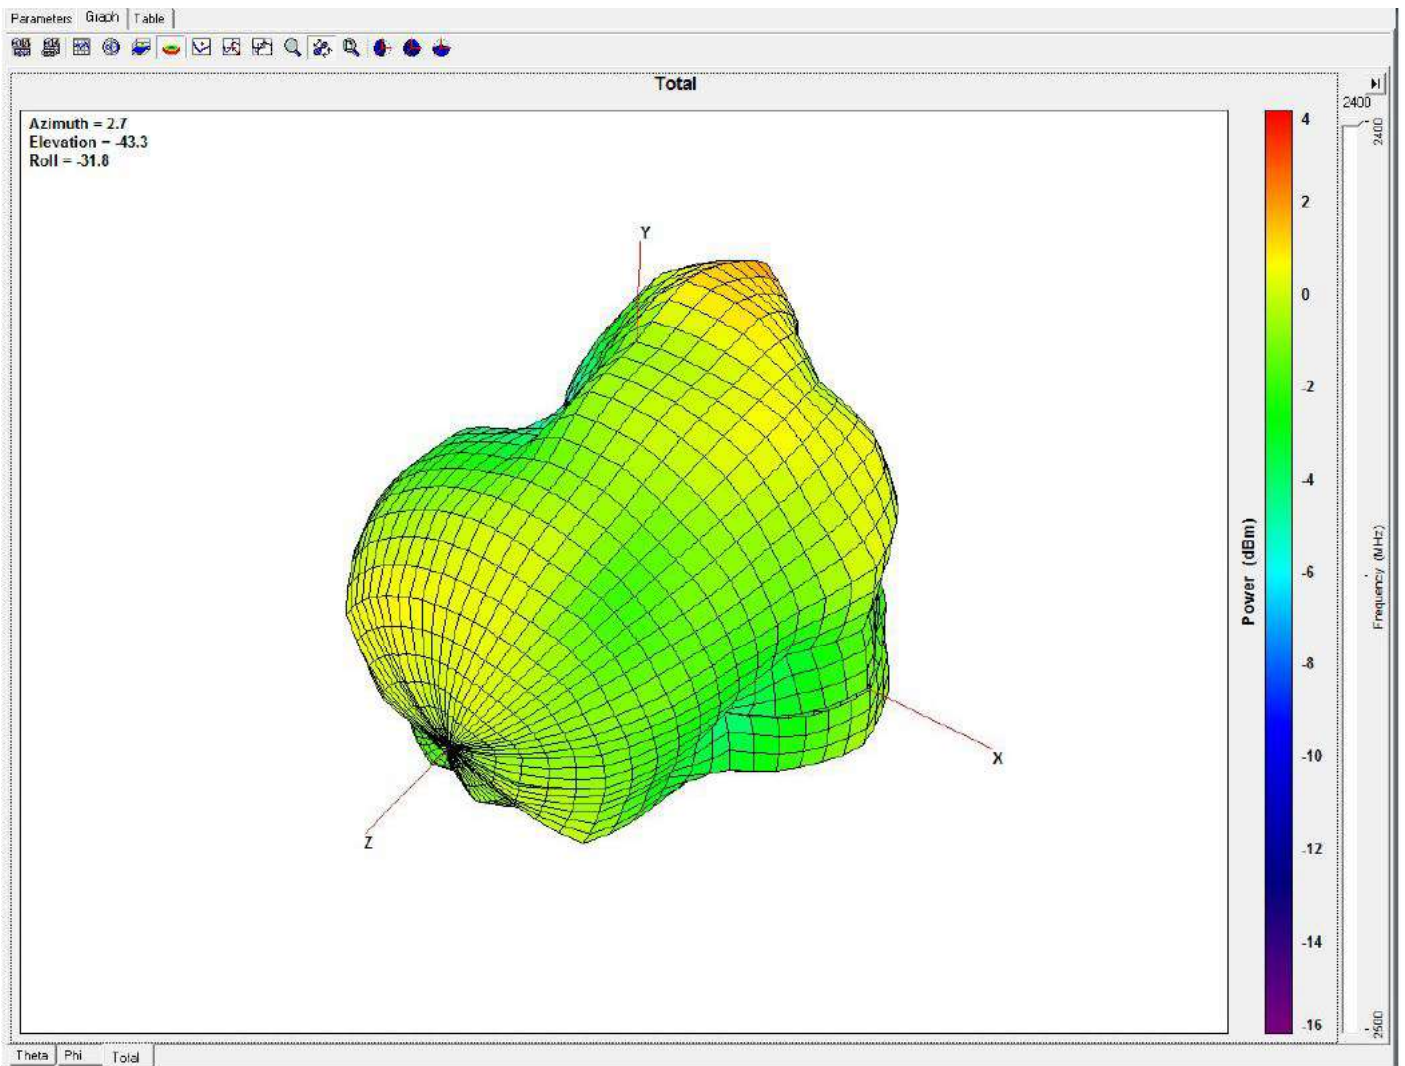 Parameters Graph Table
Total
2400
Azimuth = 2.7
Elevation = -43.3
Roll = -31.8
4
2
0
-2
-4
-6
-8
-10
-12
-14
-16
Power (dBm)
2400
Frequency (MHz)
2500
Y
X
Z
Theta Phi Total